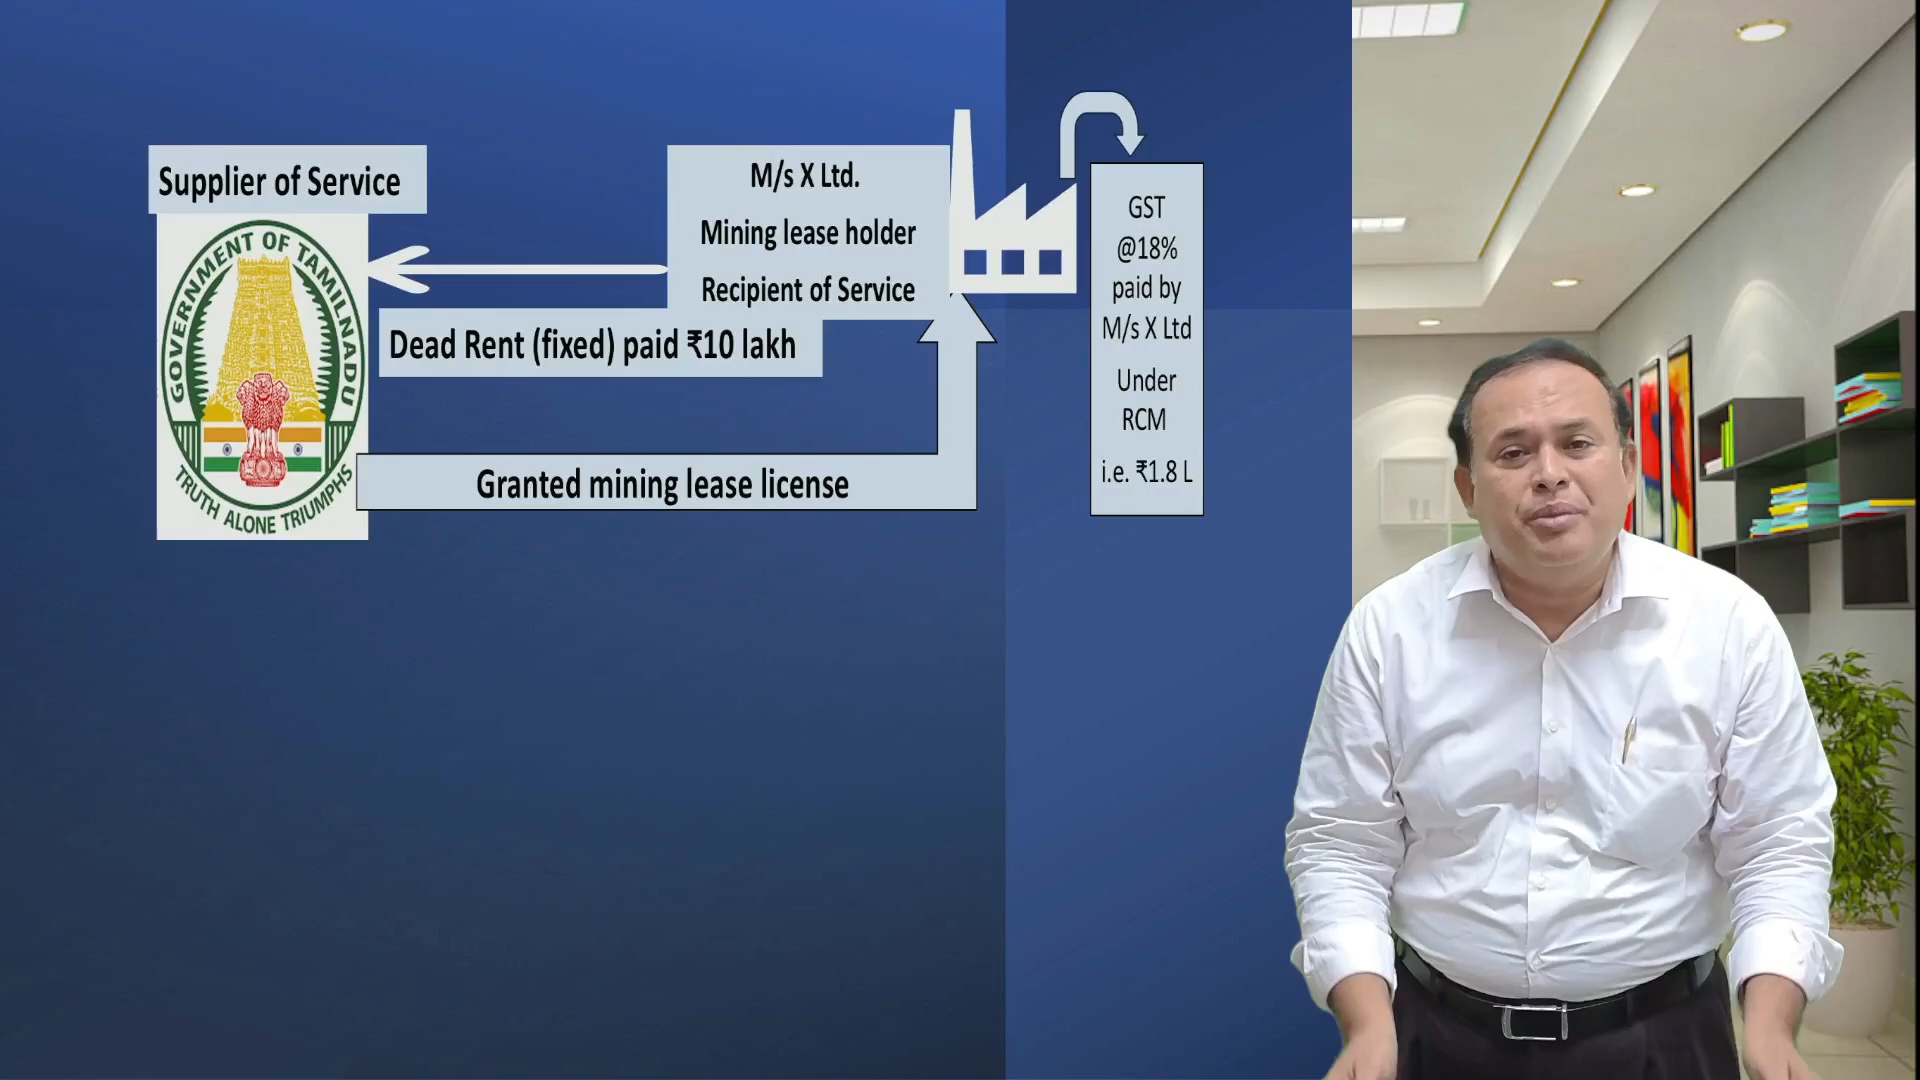 Supplier of Service
GOVERNMENT OF TAMILNADU
TRUTH ALONE TRIUMPHS
M/s X Ltd.
Mining lease holder
Recipient of Service
Dead Rent (fixed) paid ₹10 lakh
Granted mining lease license
GST
@18%
paid by
M/s X Ltd
Under
RCM
i.e. ₹1.8 L